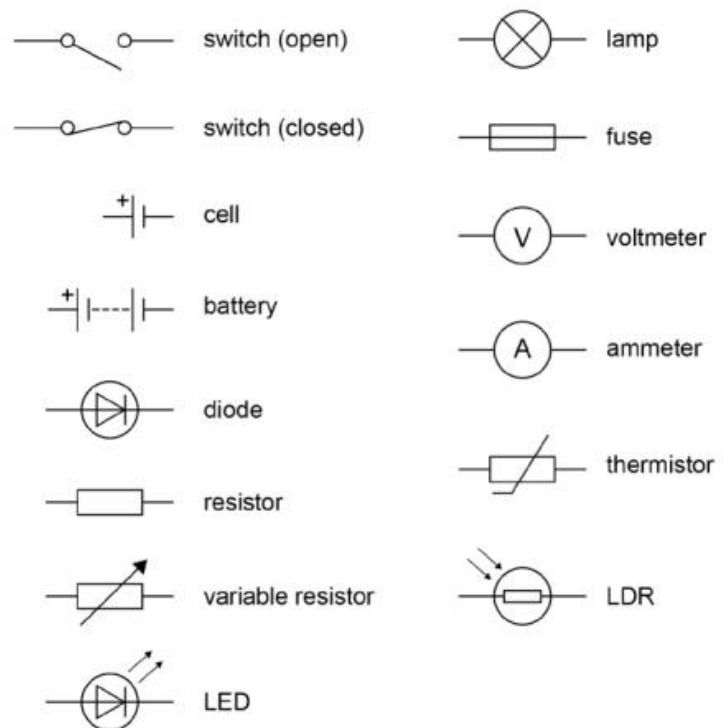 switch (open)
switch (closed)
+
cell
+
battery
diode
resistor
variable resistor
LED
lamp
fuse
V
voltmeter
A
ammeter
thermistor
LDR